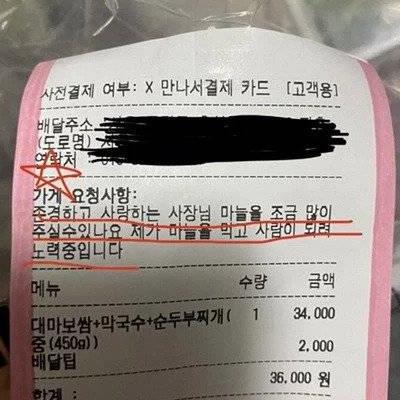 사전결제 여부: X 만나서결제 카드 [고객용]
배달주소
(도로명)
연락처
가게 요청사항:
존경하고 사랑하는 사장님 마늘을 조금 많이
주실수있나요 제가 마늘을 먹고 사람이 되려
노력중입니다
메뉴 수량 금액
대마보쌈+막국수+순두부찌개( 1 34,000
중(450g))
배달팁 2,000
합계 : 36,000 원